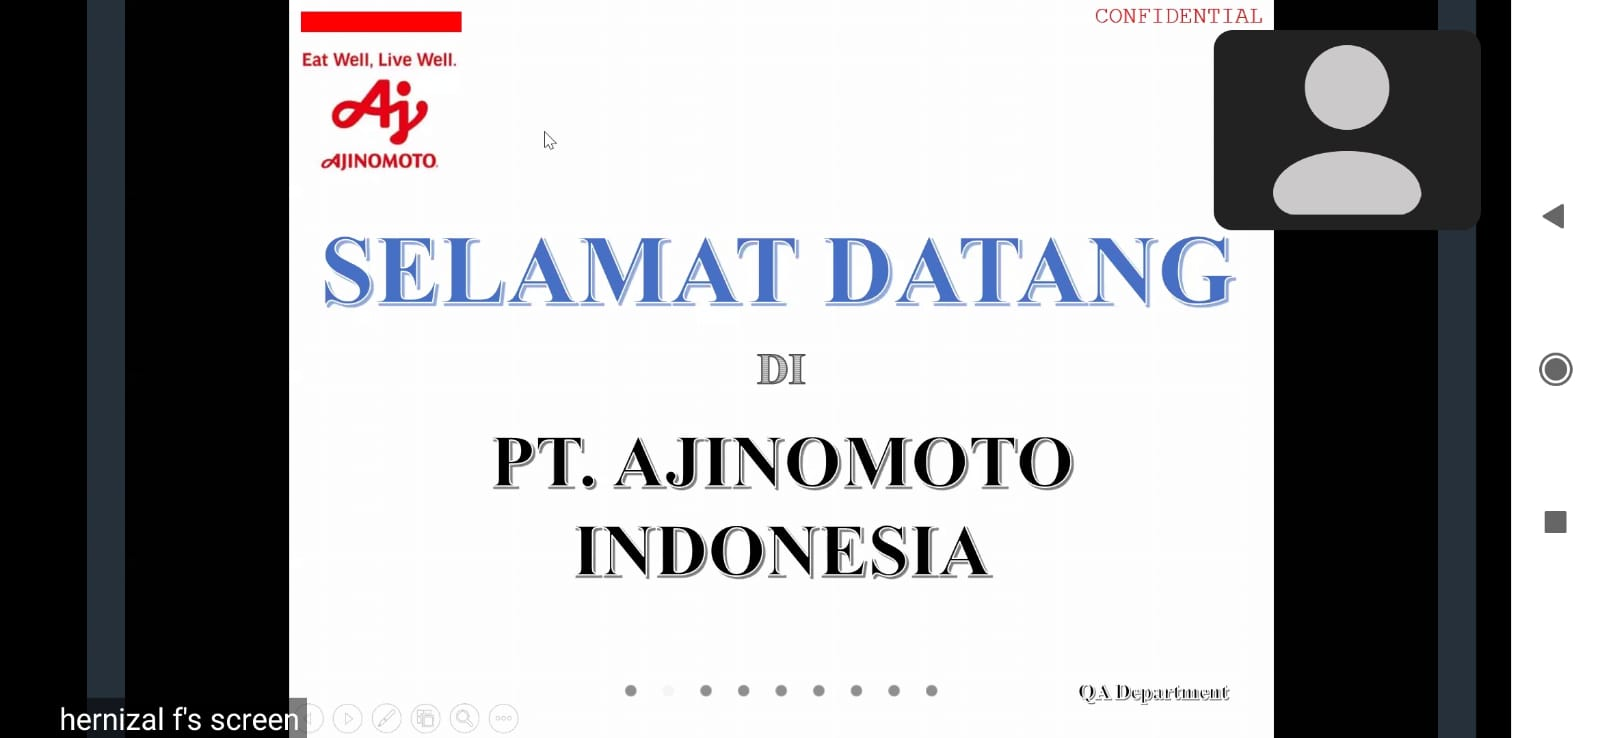 CONFIDENTIAL
Eat Well, Live Well.
Aj
AJINOMOTO
SELAMAT DATANG
DI
PT. AJINOMOTO
INDONESIA
QA Department
hernizal f's screen